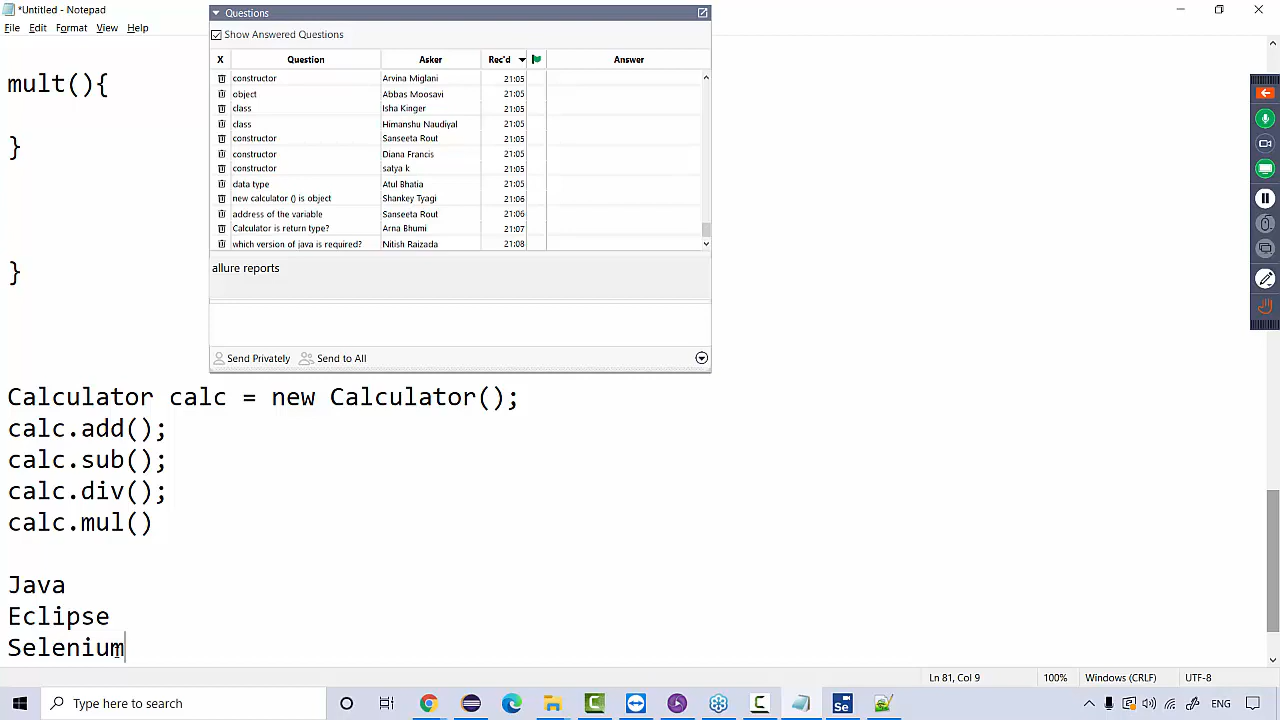 *Untitled - Notepad
File Edit Format View Help
mult(){
}
}
Questions
Show Answered Questions
X Question Asker Rec'd Answer
constructor Arvina Miglani 21:05
object Abbas Moosavi 21:05
class Isha Kinger 21:05
class Himanshu Naudiyal 21:05
constructor Sanseeta Rout 21:05
constructor Diana Francis 21:05
constructor satya k 21:05
data type Atul Bhatia 21:05
new calculator () is object Shankey Tyagi 21:06
address of the variable Sanseeta Rout 21:06
Calculator is return type? Arna Bhumi 21:07
which version of java is required? Nitish Raizada 21:08
allure reports
Send Privately Send to All
Calculator calc = new Calculator();
calc.add();
calc.sub();
calc.div();
calc.mul()
Java
Eclipse
Selenium
Ln 81, Col 9 100% Windows (CRLF) UTF-8
Type here to search
Se
ENG